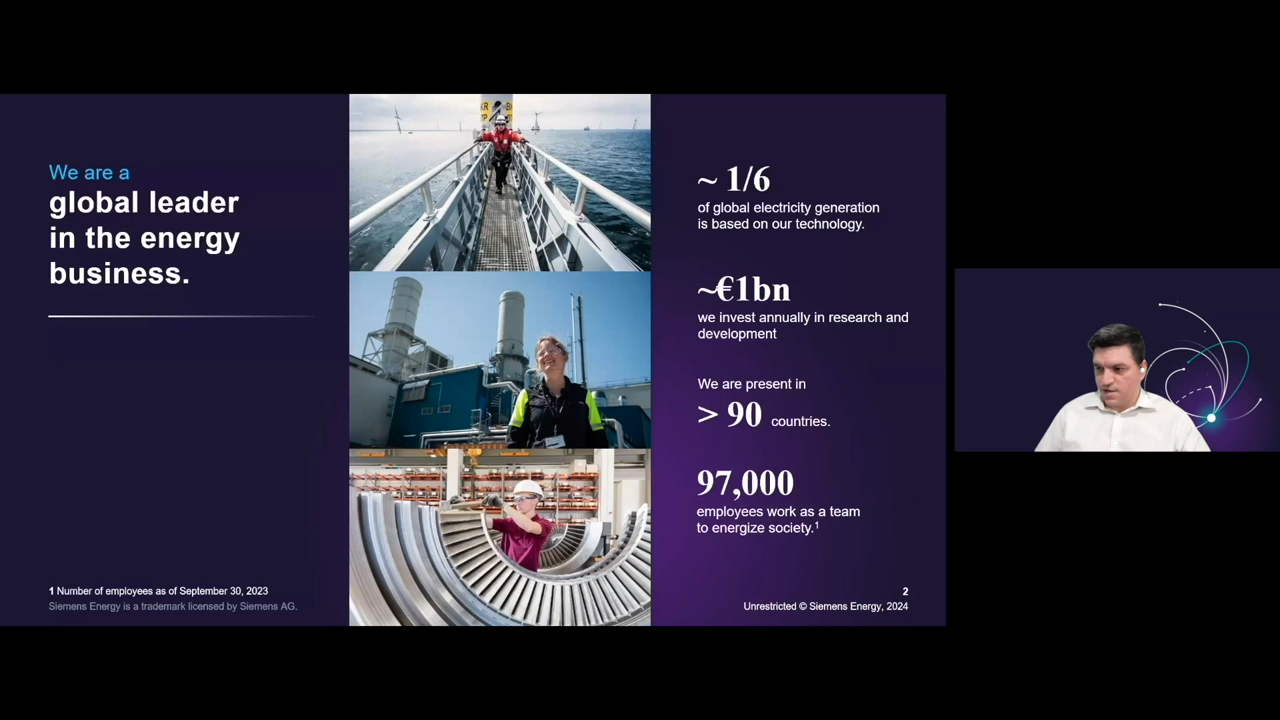 We are a
global leader
in the energy
business.
1 Number of employees as of September 30, 2023
Siemens Energy is a trademark licensed by Siemens AG.
~ 1/6
of global electricity generation
is based on our technology.
~€1bn
we invest annually in research and
development
We are present in
> 90 countries.
97,000
employees work as a team
to energize society.1
2
Unrestricted © Siemens Energy, 2024